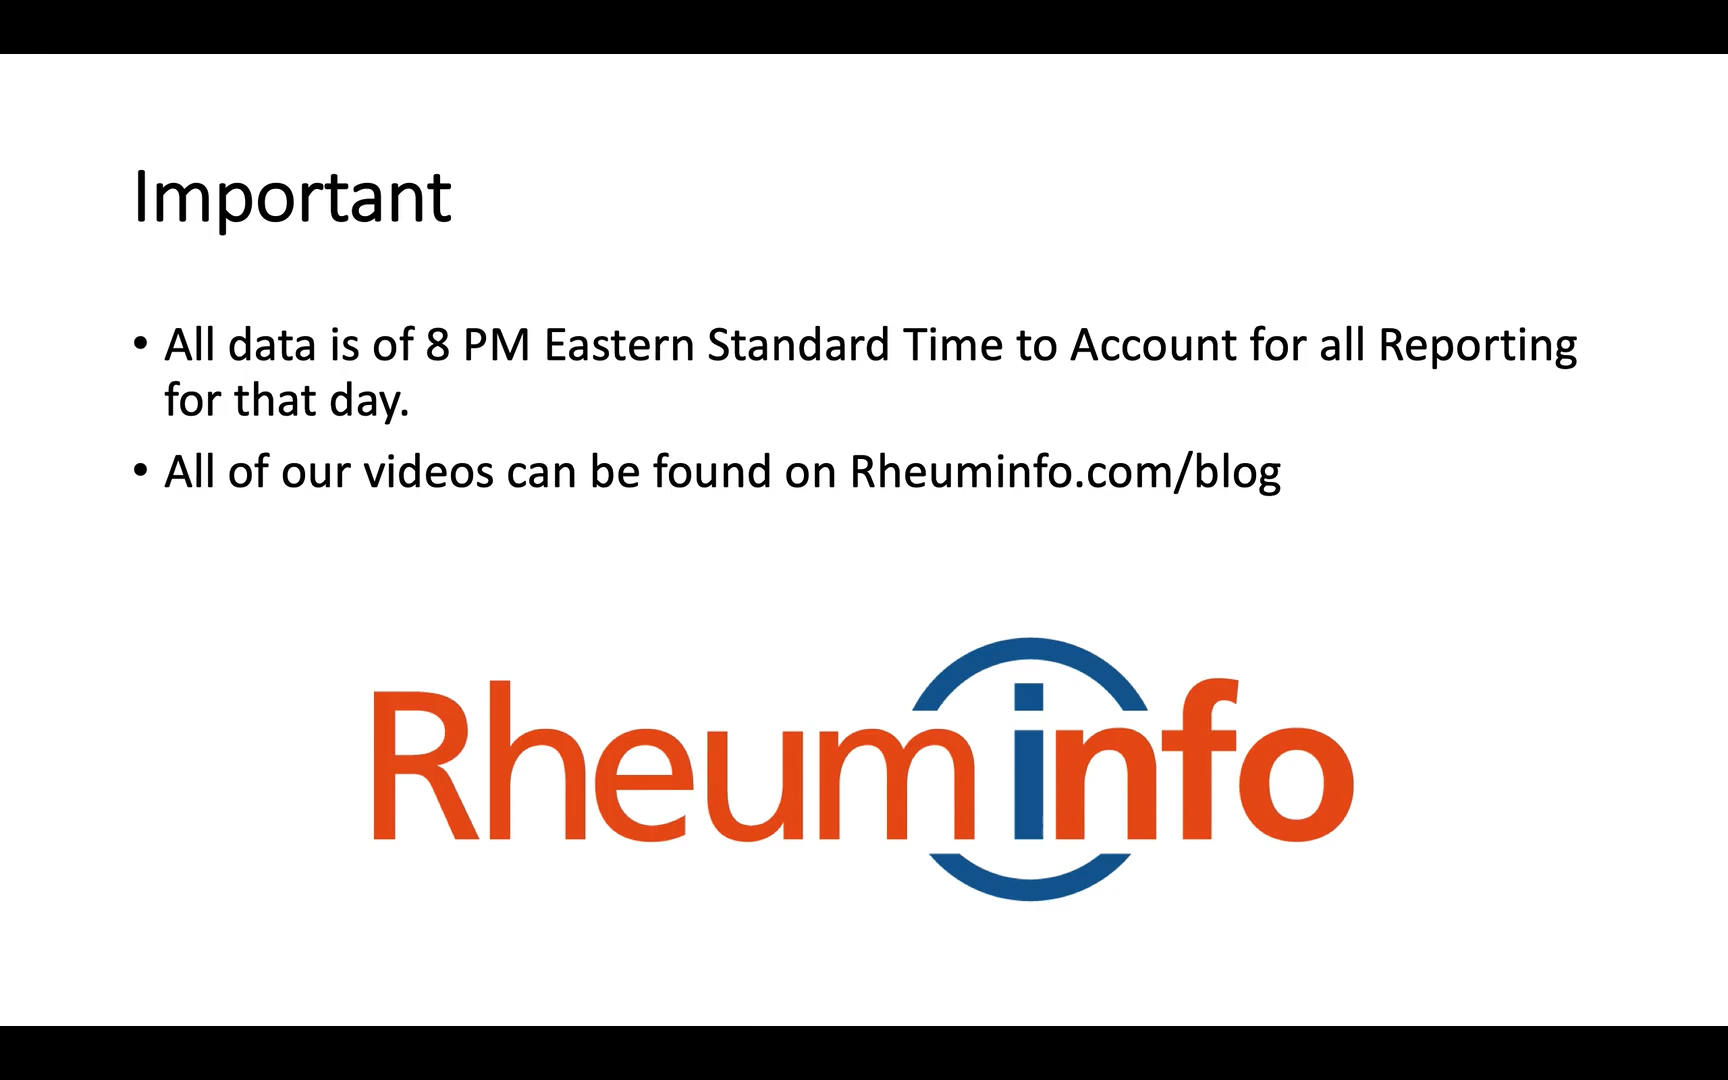 Important
• All data is of 8 PM Eastern Standard Time to Account for all Reporting
for that day.
• All of our videos can be found on Rheuminfo.com/blog
Rheuminfo